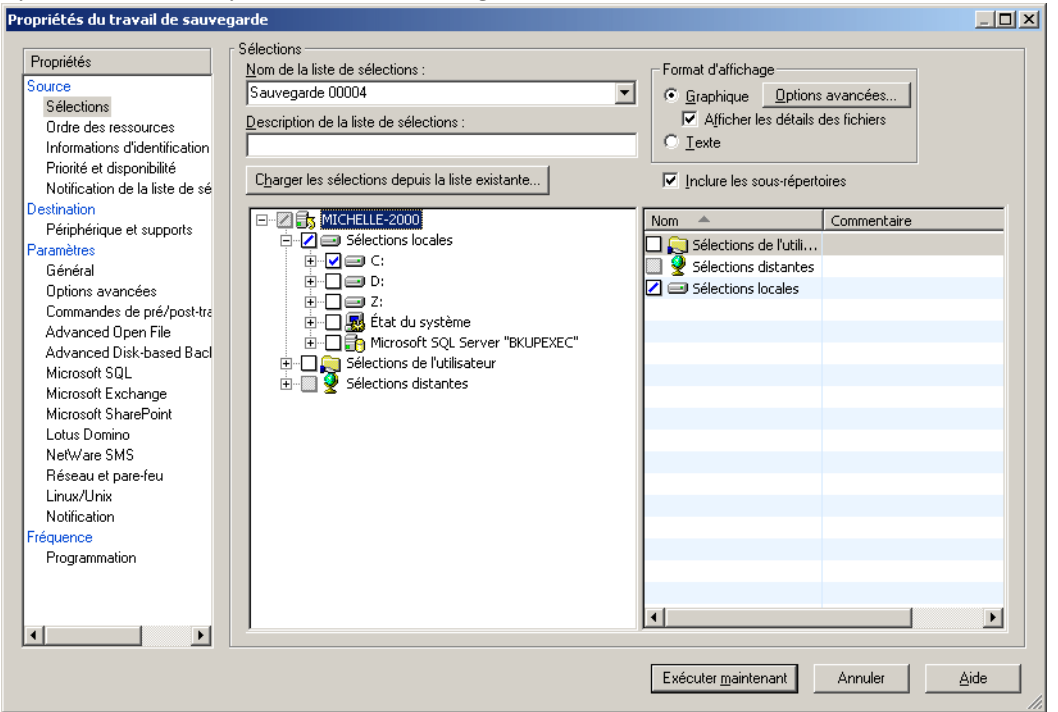 Propriétés du travail de sauvegarde
Propriétés
Source
Sélections
Ordre des ressources
Informations d'identification
Priorité et disponibilité
Notification de la liste de sé
Destination
Périphérique et supports
Paramètres
Général
Options avancées
Commandes de pré/post-tra
Advanced Open File
Advanced Disk-based Bacl
Microsoft SQL
Microsoft Exchange
Microsoft SharePoint
Lotus Domino
NetWare SMS
Réseau et pare-feu
Linux/Unix
Notification
Fréquence
Programmation
Sélections
Nom de la liste de sélections :
Sauvegarde 00004
Description de la liste de sélections :
Charger les sélections depuis la liste existante...
Format d'affichage
Graphique
Options avancées...
Afficher les détails des fichiers
Texte
Inclure les sous-répertoires
MICHELLE-2000
Sélections locales
C:
D:
Z:
État du système
Microsoft SQL Server "BKUPEXEC"
Sélections de l'utilisateur
Sélections distantes
Nom
Commentaire
Sélections de l'utili...
Sélections distantes
Sélections locales
Exécuter maintenant
Annuler
Aide